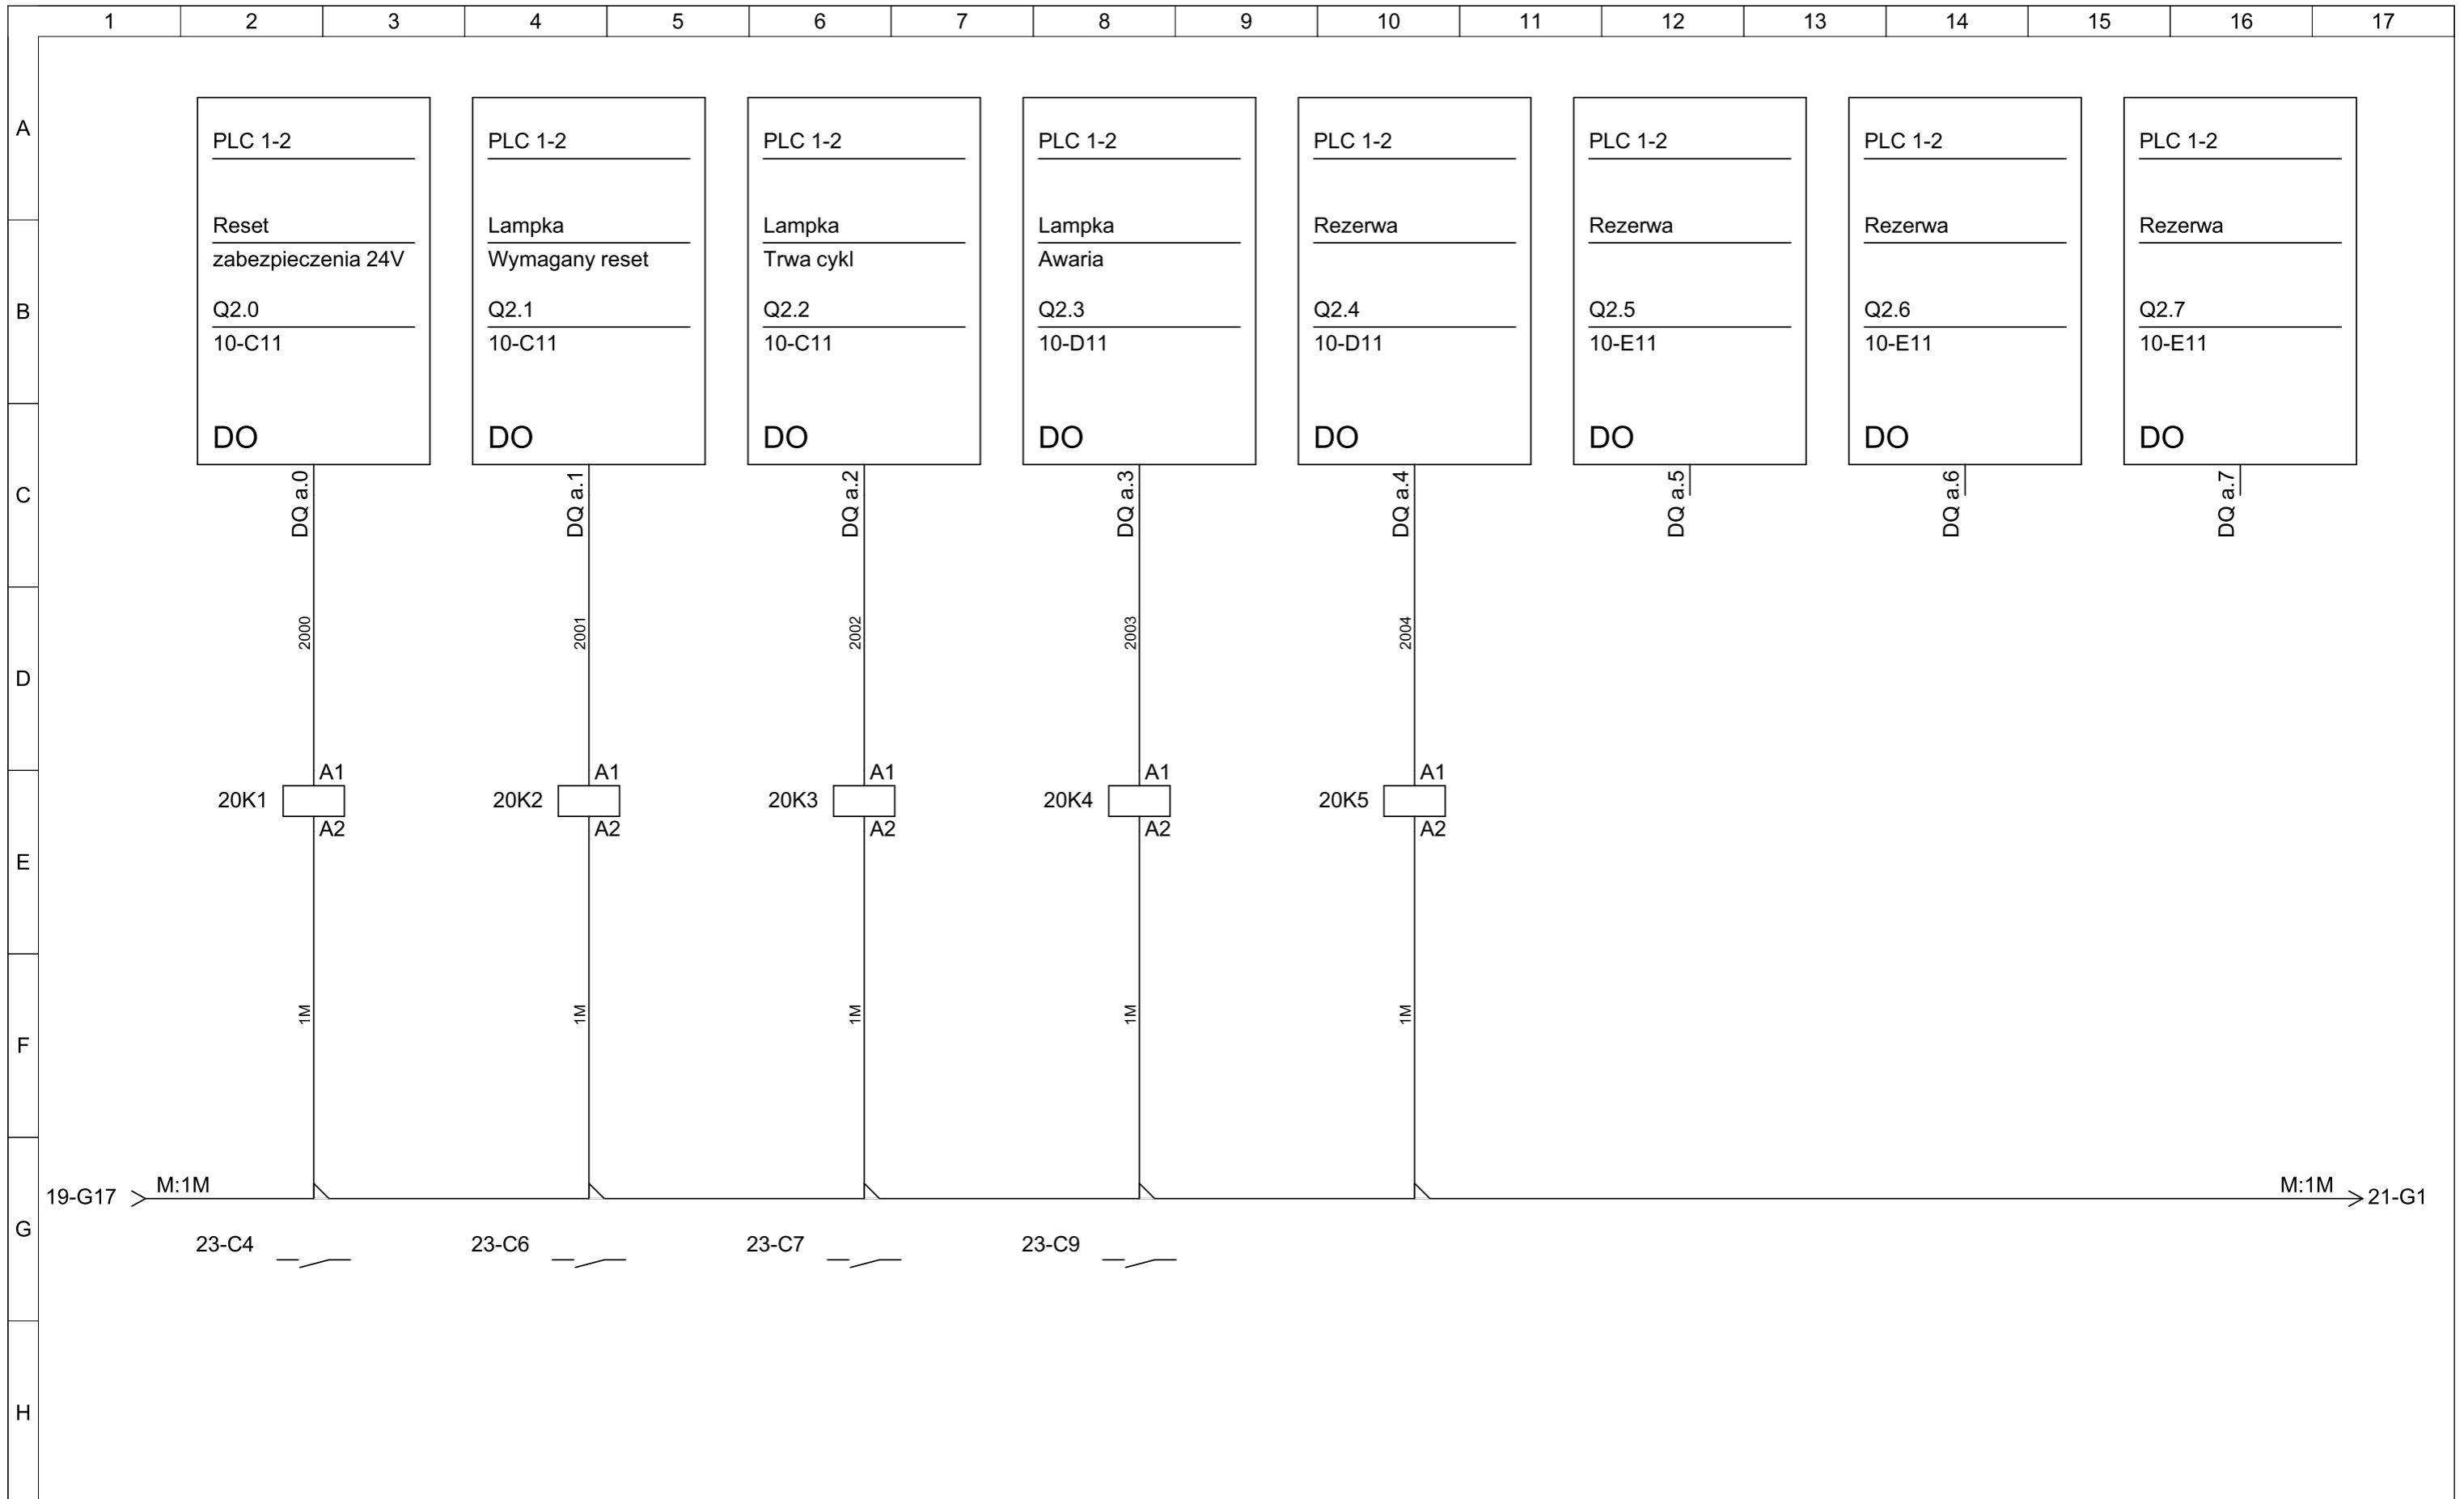 1 2 3 4 5 6 7 8 9 10 11 12 13 14 15 16 17
A
PLC 1-2 PLC 1-2 PLC 1-2 PLC 1-2 PLC 1-2 PLC 1-2 PLC 1-2 PLC 1-2
Reset Lampka Lampka Lampka Rezerwa Rezerwa Rezerwa Rezerwa
zabezpieczenia 24V Wymagany reset Trwa cykl Awaria
B
Q2.0 Q2.1 Q2.2 Q2.3 Q2.4 Q2.5 Q2.6 Q2.7
10-C11 10-C11 10-C11 10-D11 10-D11 10-E11 10-E11 10-E11
DO DO DO DO DO DO DO DO
C
DQ a.0 DQ a.1 DQ a.2 DQ a.3 DQ a.4 DQ a.5 DQ a.6 DQ a.7
2000 2001 2002 2003 2004
D
A1 A1 A1 A1 A1
20K1 20K2 20K3 20K4 20K5
A2 A2 A2 A2 A2
E
1M 1M 1M 1M 1M
F
M:1M M:1M
19-G17 21-G1
G
23-C4 23-C6 23-C7 23-C9
H